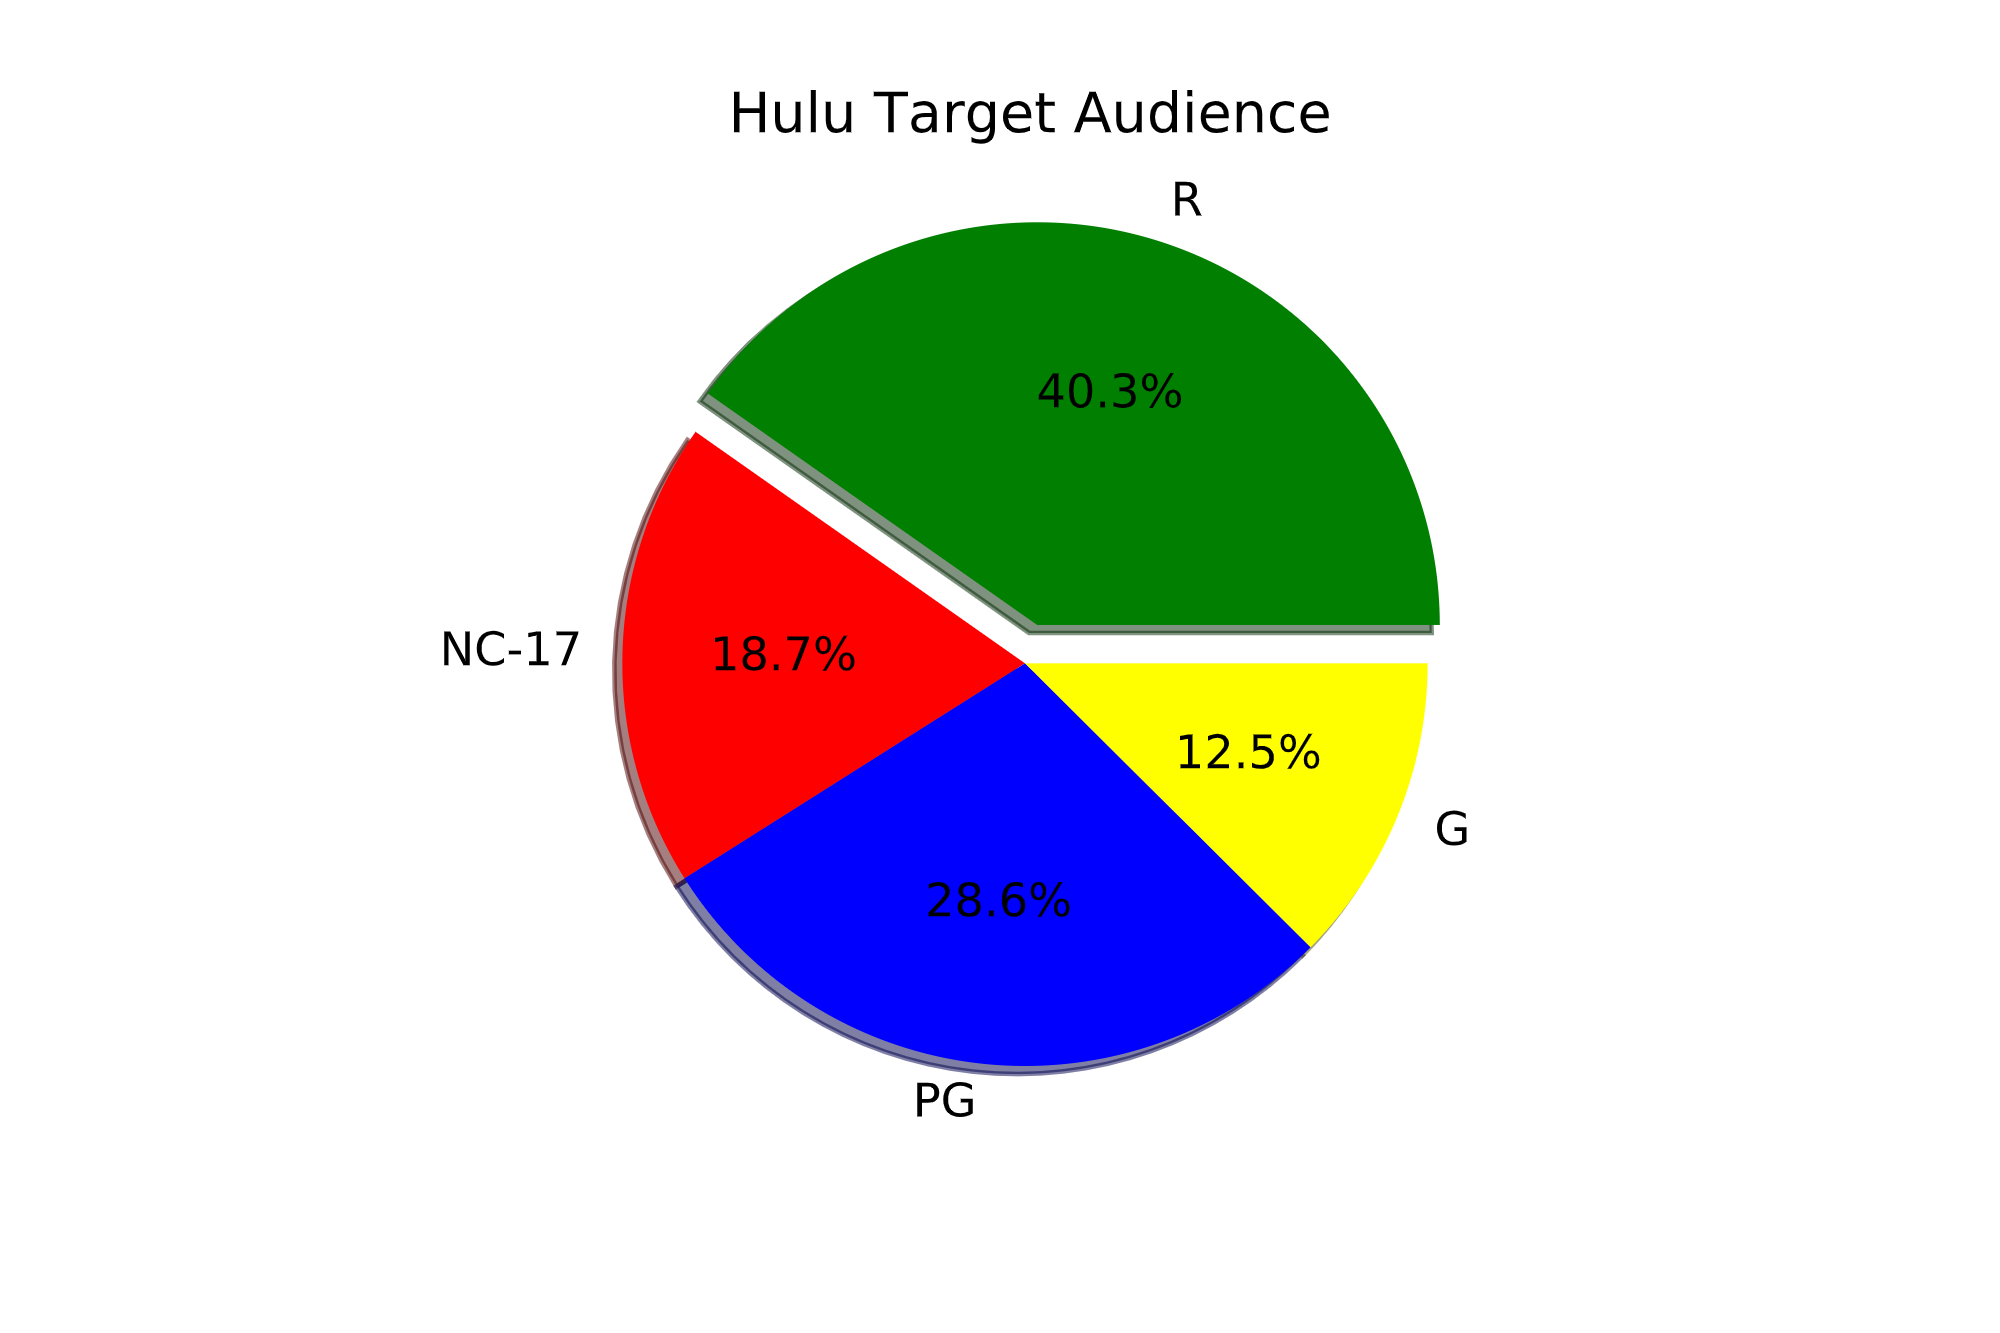 Hulu Target Audience
R
40.3%
NC-17
18.7%
12.5%
G
28.6%
PG